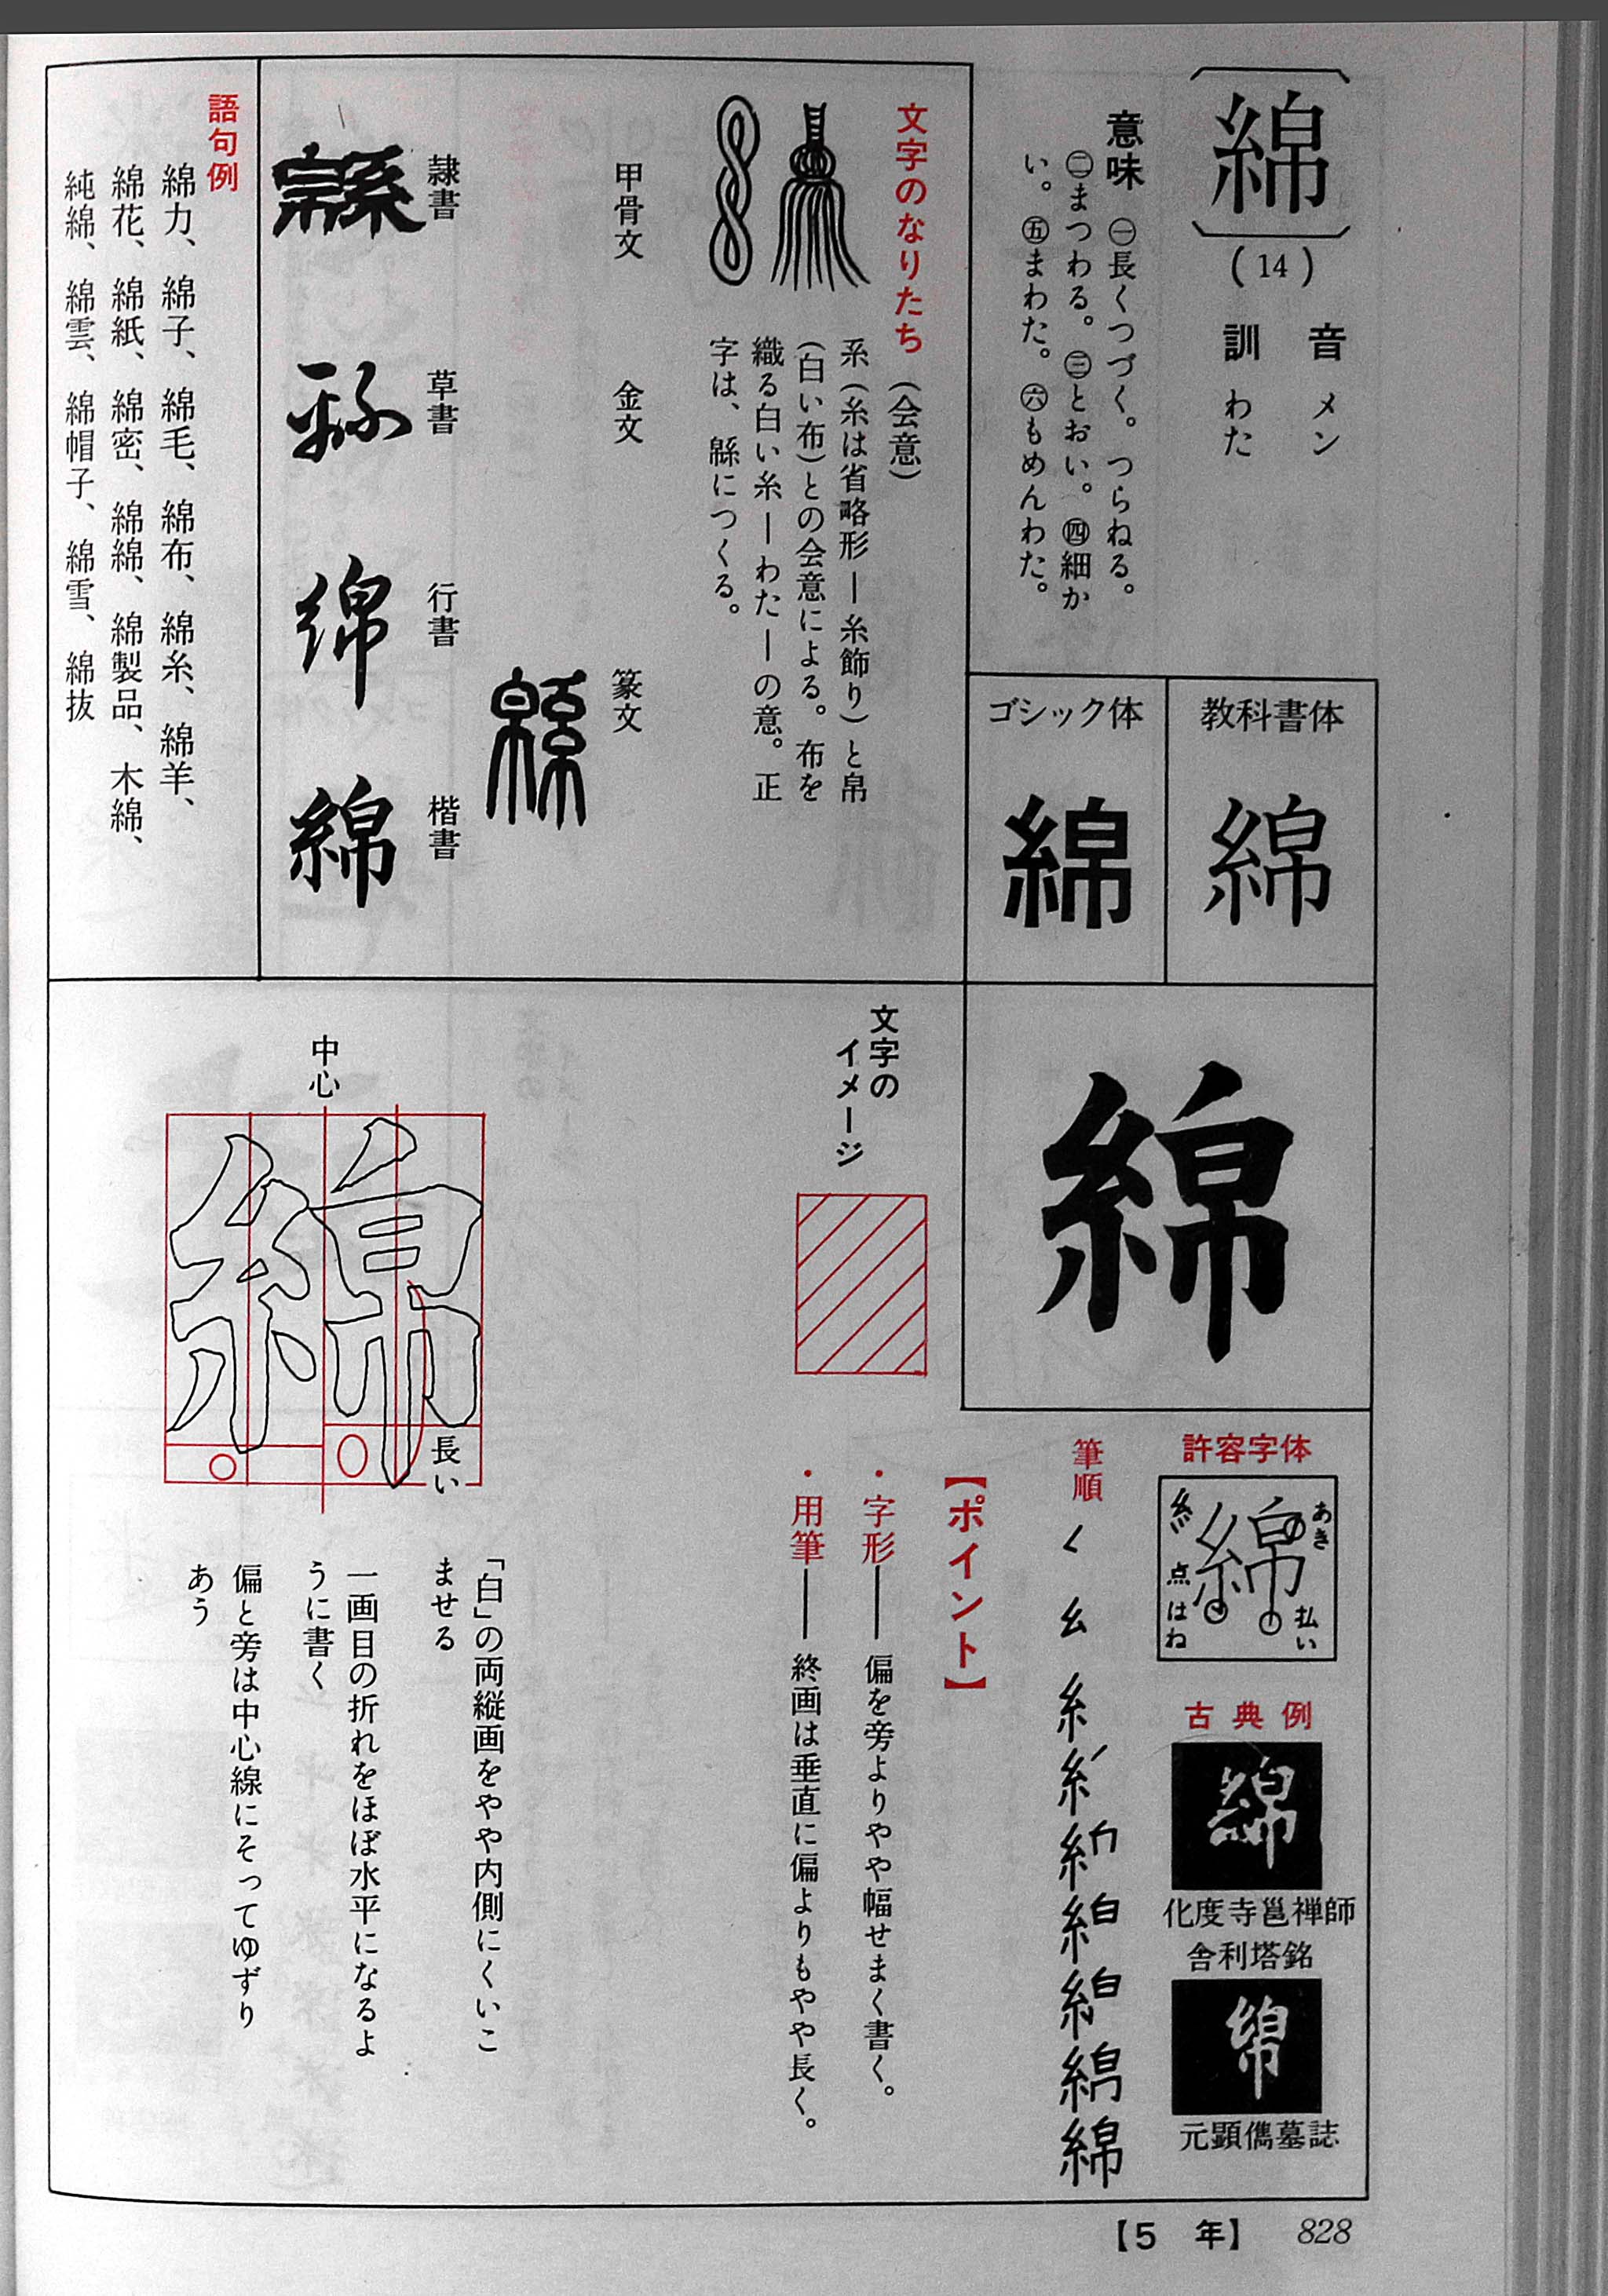 綿
(14)
音 メン
訓 わた
意味 ㊀長くつづく。つらねる。
㊁まつわる。㊂とおい。㊃細か
い。㊄まわた。㊅もめんわた。
教科書体
綿
ゴシック体
綿
文字のなりたち (会意)
系(糸は省略形―糸飾り)と帛
(白い布)との会意による。布を
織る白い糸―わた―の意。正
字は、緜につくる。
甲骨文
金文
篆文
緜
隷書
緜
草書
緜
行書
綿
楷書
綿
語句例
綿力、綿子、綿毛、綿布、綿糸、綿羊、
綿花、綿紙、綿密、綿綿、綿製品、木綿、
純綿、綿雲、綿帽子、綿雪、綿抜
綿
許容字体
綿
あき
払い
糸
点はね
古典例
綿
化度寺邕禅師
舎利塔銘
綿
元顕儁墓誌
筆順
く 幺 糸 綿
【ポイント】
・字形――偏を旁よりやや幅せまく書く。
・用筆――終画は垂直に偏よりもやや長く。
文字の
イメージ
中心
綿
長い
「白」の両縦画をやや内側にくいこ
ませる
一画目の折れをほぼ水平になるよ
うに書く
偏と旁は中心線にそってゆずり
あう
【5 年】 828